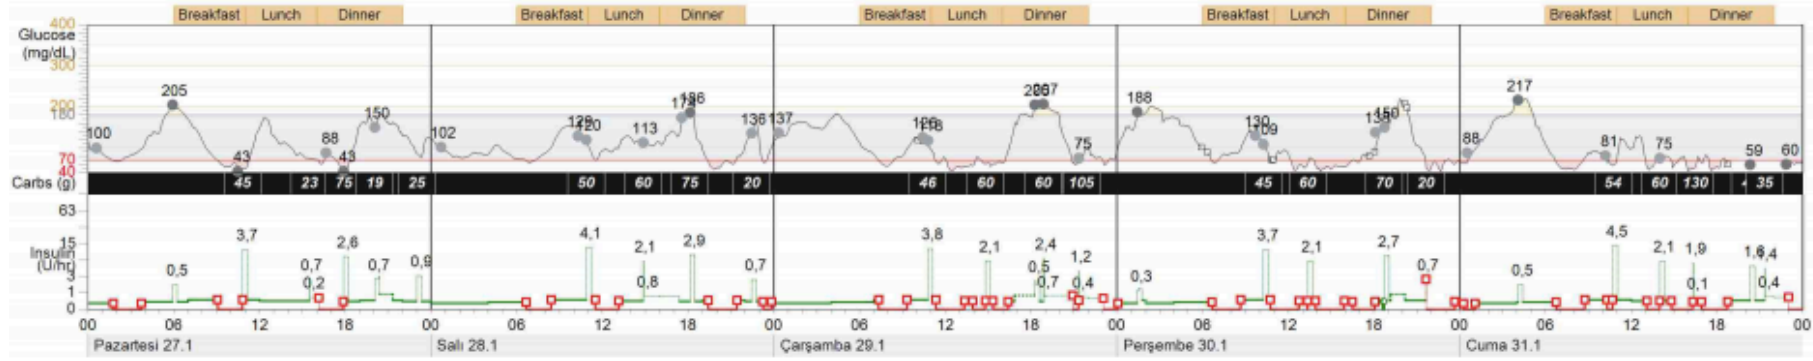 Breakfast Lunch Dinner Breakfast Lunch Dinner Breakfast Lunch Dinner Breakfast Lunch Dinner Breakfast Lunch Dinner
400
Glucose
(mg/dL)
300
200
180
70
40
100 205 43 88 43 150 102 120 113 136 137 75 188 130 109 150 88 217 81 75 59 60
Carbs (g) 45 23 75 19 25 50 60 75 20 46 60 60 105 45 60 70 20 54 60 130 35
63
15
Insulin
(U/hr)
3
1
0
0,5 3,7 0,7 0,2 2,6 0,7 0,9 4,1 2,1 0,8 2,9 0,7 3,8 2,1 0,5 2,4 0,7 1,2 0,4 0,3 3,7 2,1 2,7 0,7 0,5 4,5 2,1 1,9 0,1 0,4
00 06 12 18 00 06 12 18 00 06 12 18 00 06 12 18 00 06 12 18 00
Pazartesi 27.1 Salı 28.1 Çarşamba 29.1 Perşembe 30.1 Cuma 31.1